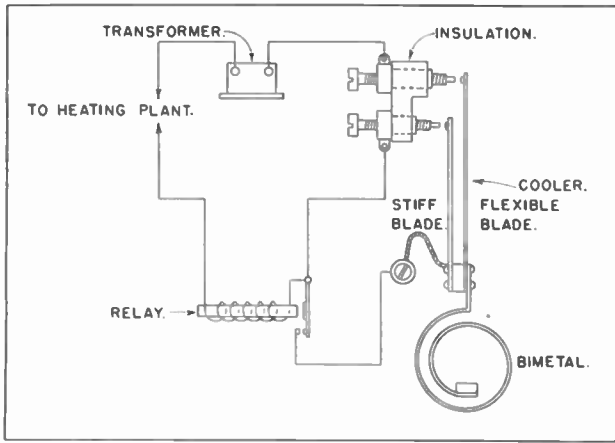 TRANSFORMER.
INSULATION.
TO HEATING PLANT.
COOLER.
STIFF
BLADE.
FLEXIBLE
BLADE.
RELAY.
BIMETAL.